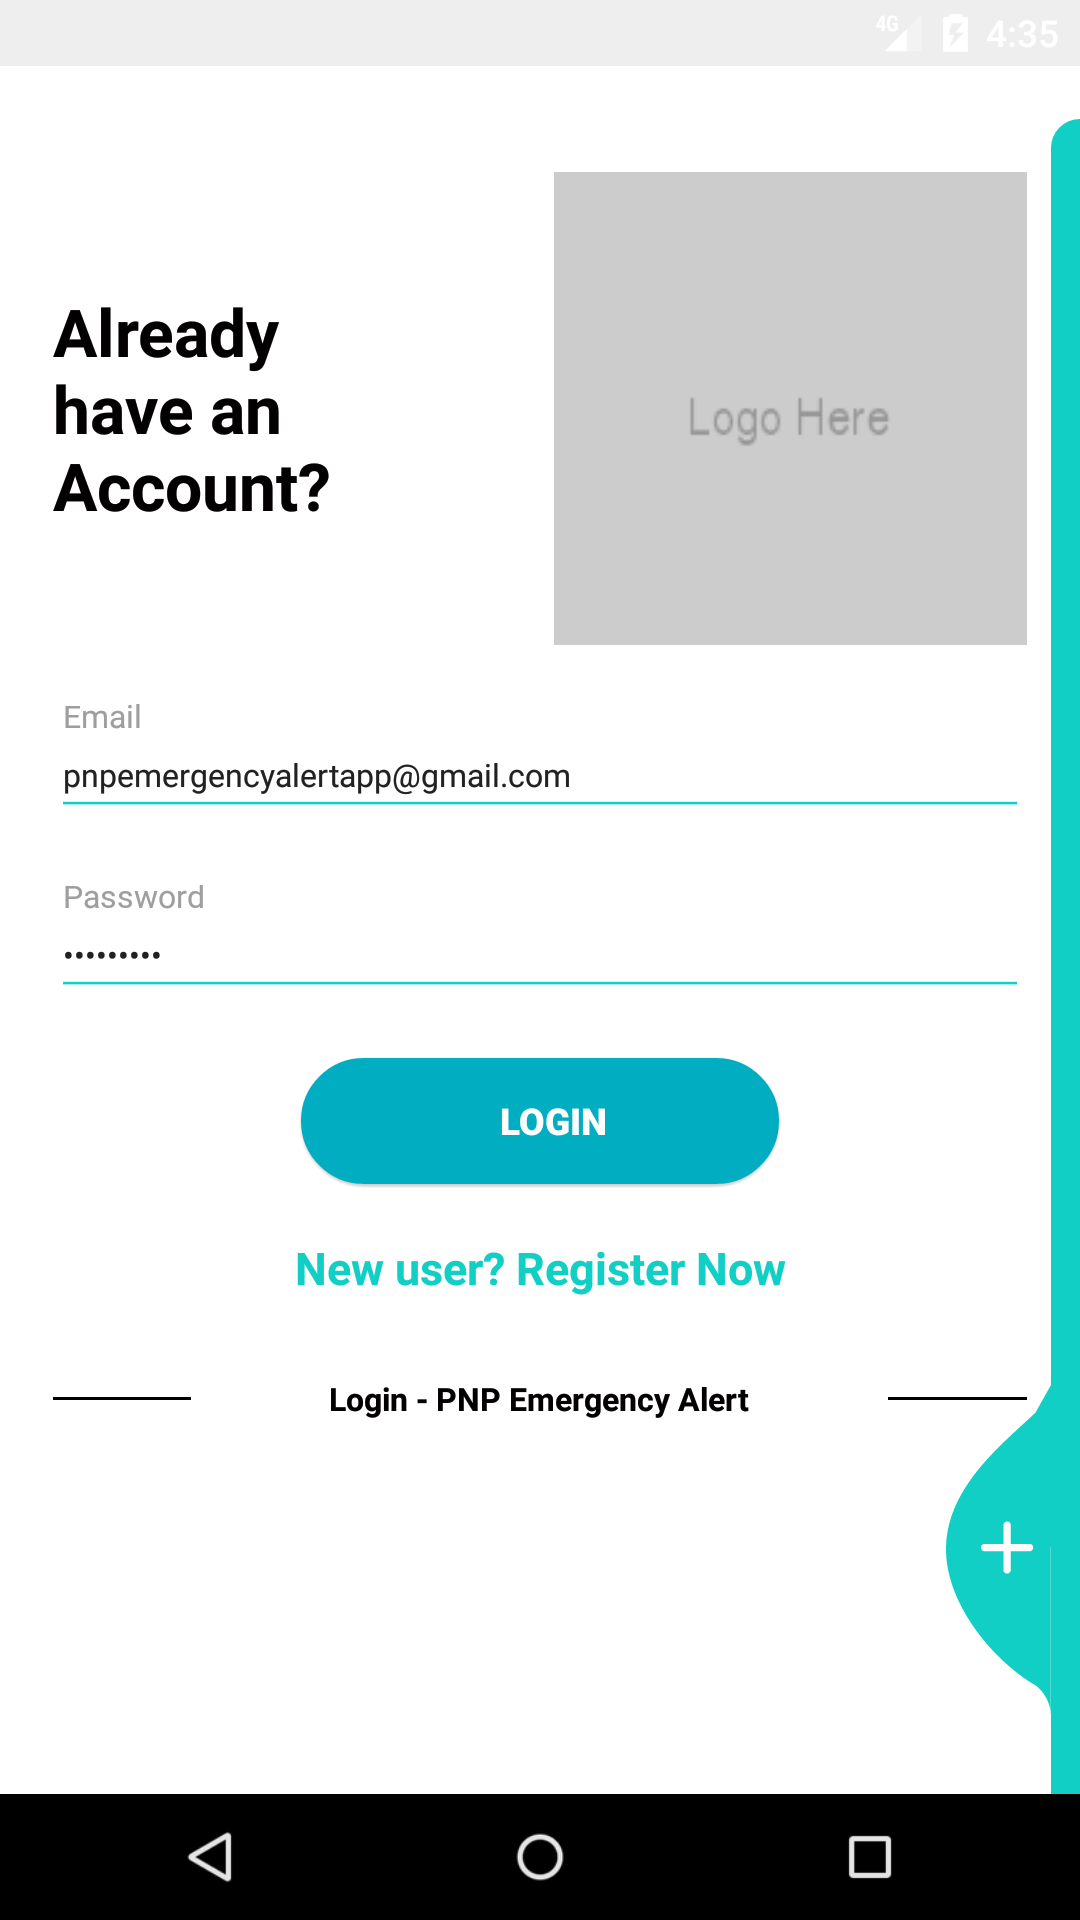 4G 4:35
Already
have an
Account?
Logo Here
Email
pnpemergencyalertapp@gmail.com
Password
•••••••••
LOGIN
New user? Register Now
Login - PNP Emergency Alert